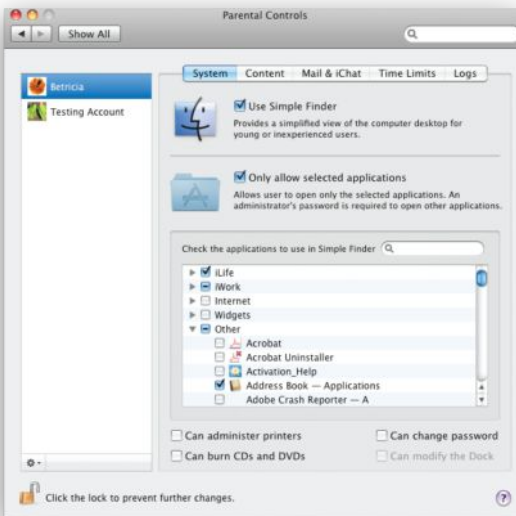 Parental Controls
Show All
System Content Mail & iChat Time Limits Logs
Betricia
Testing Account
Use Simple Finder
Provides a simplified view of the computer desktop for
young or inexperienced users.
Only allow selected applications
Allows user to open only the selected applications. An
administrator's password is required to open other applications.
Check the applications to use in Simple Finder
iLife
iWork
Internet
Widgets
Other
Acrobat
Acrobat Uninstaller
Activation_Help
Address Book — Applications
Adobe Crash Reporter — A
Can administer printers Can change password
Can burn CDs and DVDs Can modify the Dock
Click the lock to prevent further changes.
?